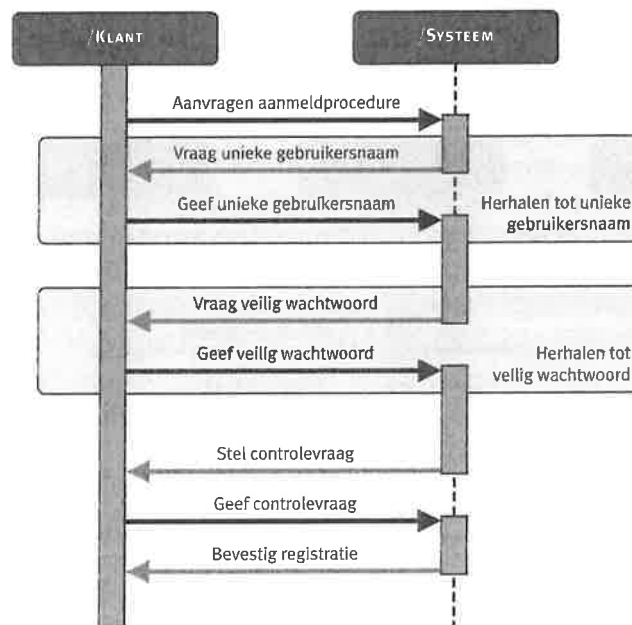 /KLANT
/SYSTEEM
Aanvragen aanmeldprocedure
Vraag unieke gebruikersnaam
Geef unieke gebruikersnaam
Herhalen tot unieke
gebruikersnaam
Vraag veilig wachtwoord
Geef veilig wachtwoord
Herhalen tot
veilig wachtwoord
Stel controlevraag
Geef controlevraag
Bevestig registratie